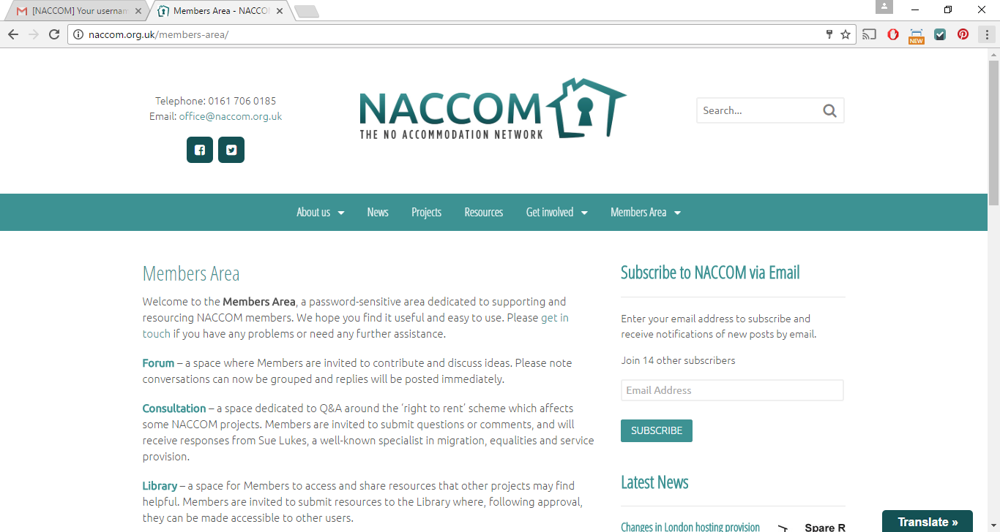 [NACCOM] Your usernam
Members Area - NACCO
naccom.org.uk/members-area/
NEW
Telephone: 0161 706 0185
Email: office@naccom.org.uk
NACCOM
THE NO ACCOMMODATION NETWORK
Search...
About us
News
Projects
Resources
Get involved
Members Area
Members Area
Welcome to the Members Area, a password-sensitive area dedicated to supporting and
resourcing NACCOM members. We hope you find it useful and easy to use. Please get in
touch if you have any problems or need any further assistance.
Forum – a space where Members are invited to contribute and discuss ideas. Please note
conversations can now be grouped and replies will be posted immediately.
Consultation – a space dedicated to Q&A around the ‘right to rent’ scheme which affects
some NACCOM projects. Members are invited to submit questions or comments, and will
receive responses from Sue Lukes, a well-known specialist in migration, equalities and service
provision.
Library – a space for Members to access and share resources that other projects may find
helpful. Members are invited to submit resources to the Library where, following approval,
they can be made accessible to other users.
Subscribe to NACCOM via Email
Enter your email address to subscribe and
receive notifications of new posts by email.
Join 14 other subscribers
Email Address
SUBSCRIBE
Latest News
Changes in London hosting provision
Spare R
Translate »